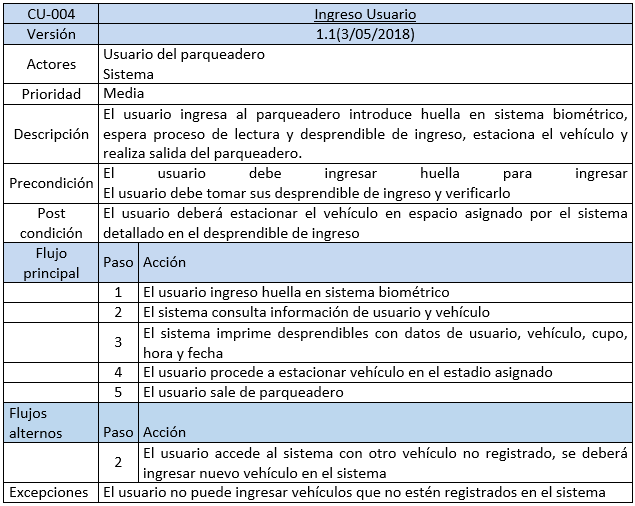 CU-004 Ingreso Usuario
Versión 1.1(3/05/2018)
Actores Usuario del parqueadero
Sistema
Prioridad Media
Descripción El usuario ingresa al parqueadero introduce huella en sistema biométrico,
espera proceso de lectura y desprendible de ingreso, estaciona el vehículo y
realiza salida del parqueadero.
Precondición El usuario debe ingresar huella para ingresar
El usuario debe tomar sus desprendible de ingreso y verificarlo
Post condición El usuario deberá estacionar el vehículo en espacio asignado por el sistema
detallado en el desprendible de ingreso
Flujo principal Paso Acción
1 El usuario ingreso huella en sistema biométrico
2 El sistema consulta información de usuario y vehículo
3 El sistema imprime desprendibles con datos de usuario, vehículo, cupo,
hora y fecha
4 El usuario procede a estacionar vehículo en el estadio asignado
5 El usuario sale de parqueadero
Flujos alternos Paso Acción
2 El usuario accede al sistema con otro vehículo no registrado, se deberá
ingresar nuevo vehículo en el sistema
Excepciones El usuario no puede ingresar vehículos que no estén registrados en el sistema